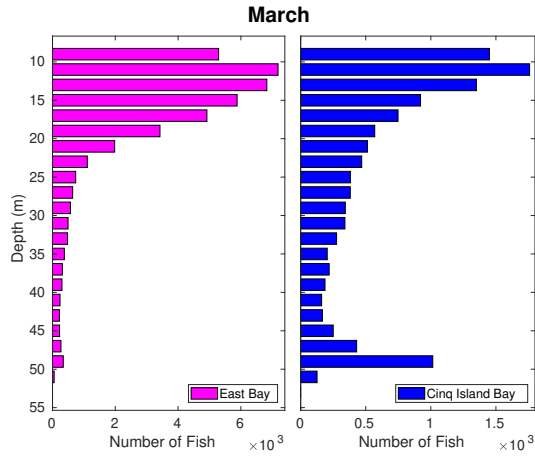 March
10
15
20
25
30
35
40
45
50
55
Depth (m)
0 2 4 6
×10³
Number of Fish
East Bay
0 0.5 1 1.5
×10³
Number of Fish
Cinq Island Bay